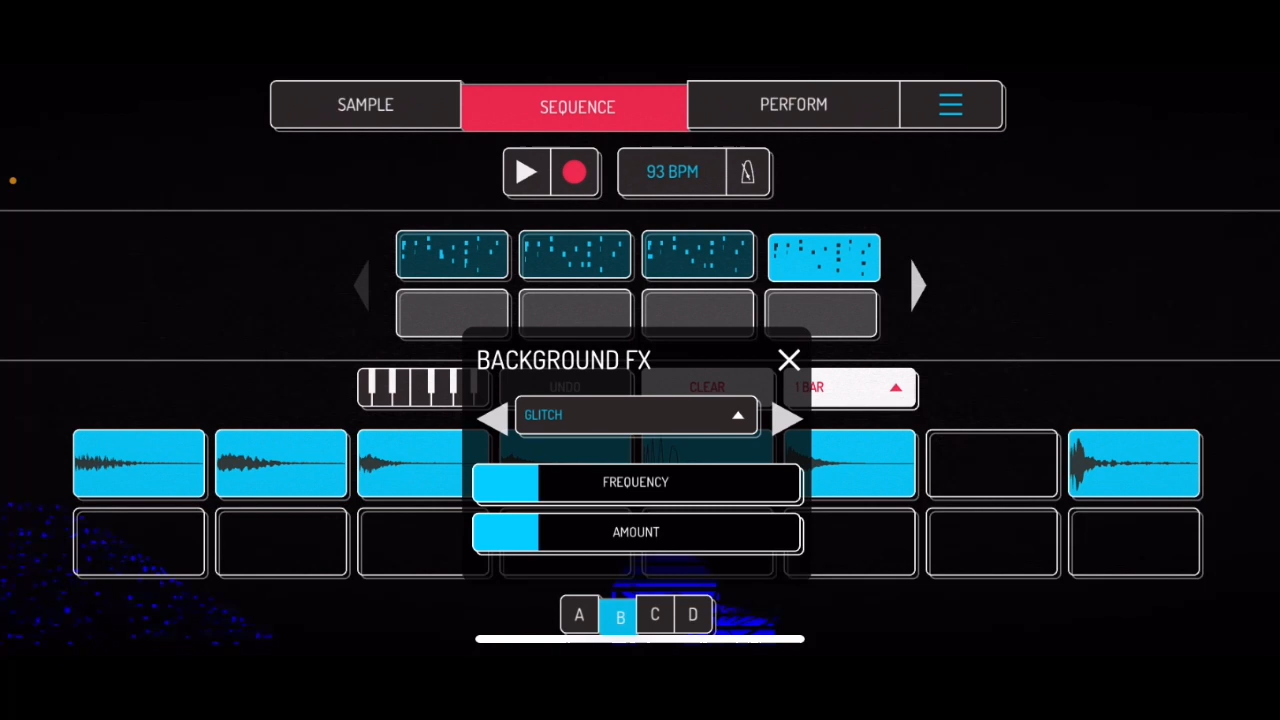 SAMPLE
SEQUENCE
PERFORM
93 BPM
BACKGROUND FX
UNDO
CLEAR
1 BAR
GLITCH
FREQUENCY
AMOUNT
A
B
C
D